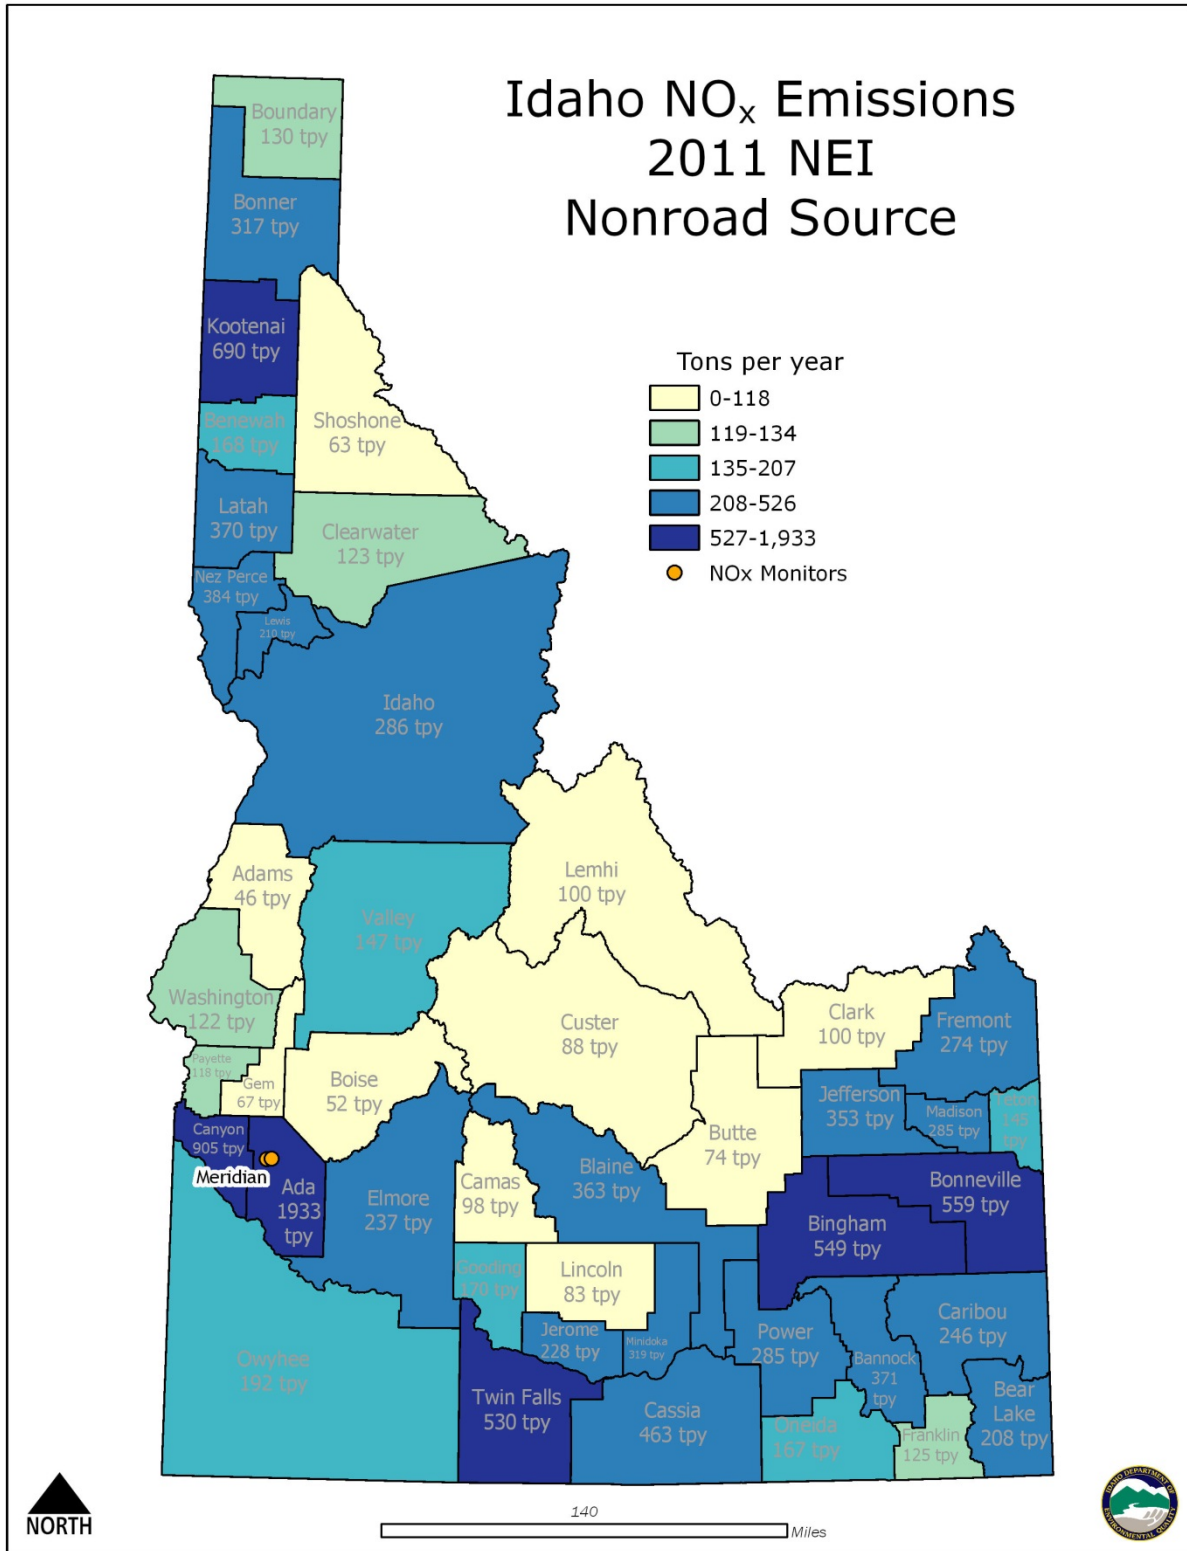 Idaho NOx Emissions
2011 NEI
Nonroad Source
Tons per year
0-118
119-134
135-207
208-526
527-1,933
NOx Monitors
Boundary
130 tpy
Bonner
317 tpy
Kootenai
690 tpy
Benewah
168 tpy
Shoshone
63 tpy
Latah
370 tpy
Clearwater
123 tpy
Nez Perce
384 tpy
Lewis
210 tpy
Idaho
286 tpy
Adams
46 tpy
Valley
147 tpy
Lemhi
100 tpy
Washington
122 tpy
Payette
118 tpy
Gem
67 tpy
Boise
52 tpy
Custer
88 tpy
Clark
100 tpy
Fremont
274 tpy
Jefferson
353 tpy
Madison
285 tpy
Teton
145
tpy
Canyon
905 tpy
Meridian
Ada
1933
tpy
Elmore
237 tpy
Camas
98 tpy
Blaine
363 tpy
Butte
74 tpy
Bonneville
559 tpy
Bingham
549 tpy
Gooding
170 tpy
Lincoln
83 tpy
Jerome
228 tpy
Minidoka
319 tpy
Power
285 tpy
Bannock
371
tpy
Caribou
246 tpy
Owyhee
192 tpy
Twin Falls
530 tpy
Cassia
463 tpy
Oneida
167 tpy
Franklin
125 tpy
Bear
Lake
208 tpy
NORTH
140
Miles
IDAHO DEPARTMENT OF
ENVIRONMENTAL QUALITY